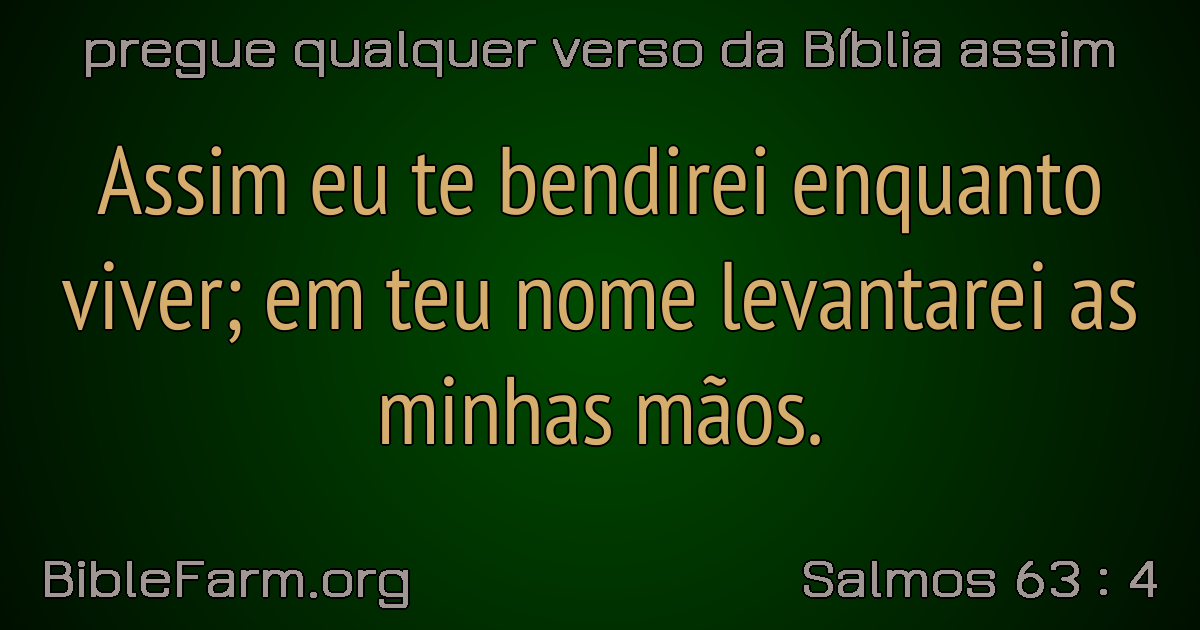 pregue qualquer verso da Bíblia assim
Assim eu te bendirei enquanto
viver; em teu nome levantarei as
minhas mãos.
BibleFarm.org
Salmos 63 : 4